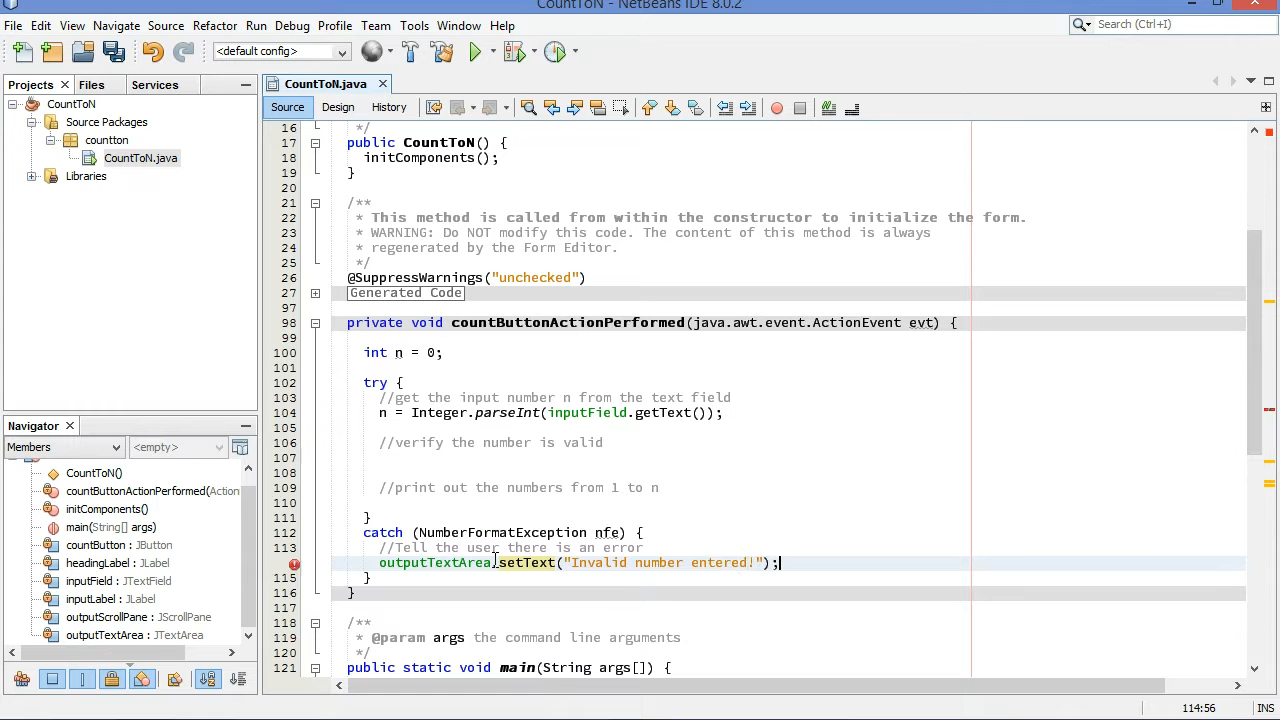 CountToN - NetBeans IDE 8.0.2
File Edit View Navigate Source Refactor Run Debug Profile Team Tools Window Help
Search (Ctrl+I)
<default config>
Projects Files Services
CountToN
Source Packages
countton
CountToN.java
Libraries
Navigator
Members <empty>
CountToN()
countButtonActionPerformed(Action
initComponents()
main(String[] args)
countButton : JButton
headingLabel : JLabel
inputField : JTextField
inputLabel : JLabel
outputScrollPane : JScrollPane
outputTextArea : JTextArea
CountToN.java
Source Design History
16 */
17 public CountToN() {
18 initComponents();
19 }
20
21 /**
22 * This method is called from within the constructor to initialize the form.
23 * WARNING: Do NOT modify this code. The content of this method is always
24 * regenerated by the Form Editor.
25 */
26 @SuppressWarnings("unchecked")
27 Generated Code
97
98 private void countButtonActionPerformed(java.awt.event.ActionEvent evt) {
99
100 int n = 0;
101
102 try {
103 //get the input number n from the text field
104 n = Integer.parseInt(inputField.getText());
105
106 //verify the number is valid
107
108
109 //print out the numbers from 1 to n
110
111 }
112 catch (NumberFormatException nfe) {
113 //Tell the user there is an error
outputTextArea.setText("Invalid number entered!");
115 }
116 }
117
118 /**
119 * @param args the command line arguments
120 */
121 public static void main(String args[]) {
114:56 INS